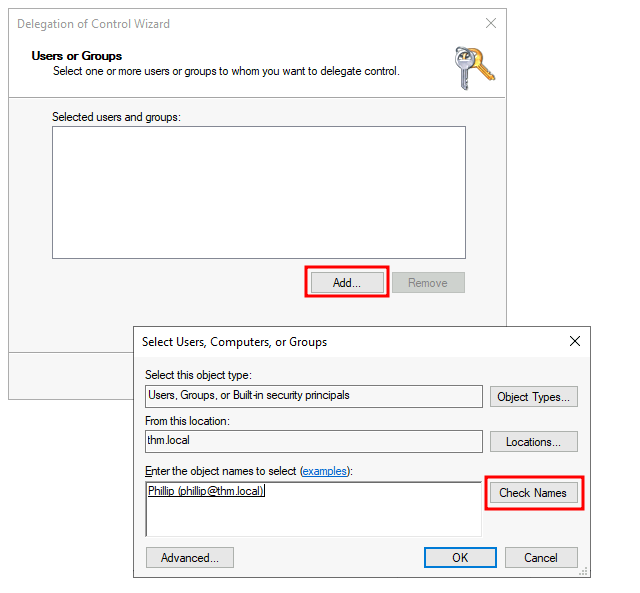 Delegation of Control Wizard
Users or Groups
Select one or more users or groups to whom you want to delegate control.
Selected users and groups:
Add...
Remove
Select Users, Computers, or Groups
Select this object type:
Users, Groups, or Built-in security principals
Object Types...
From this location:
thm.local
Locations...
Enter the object names to select (examples):
Phillip (phillip@thm.local)
Check Names
Advanced...
OK
Cancel